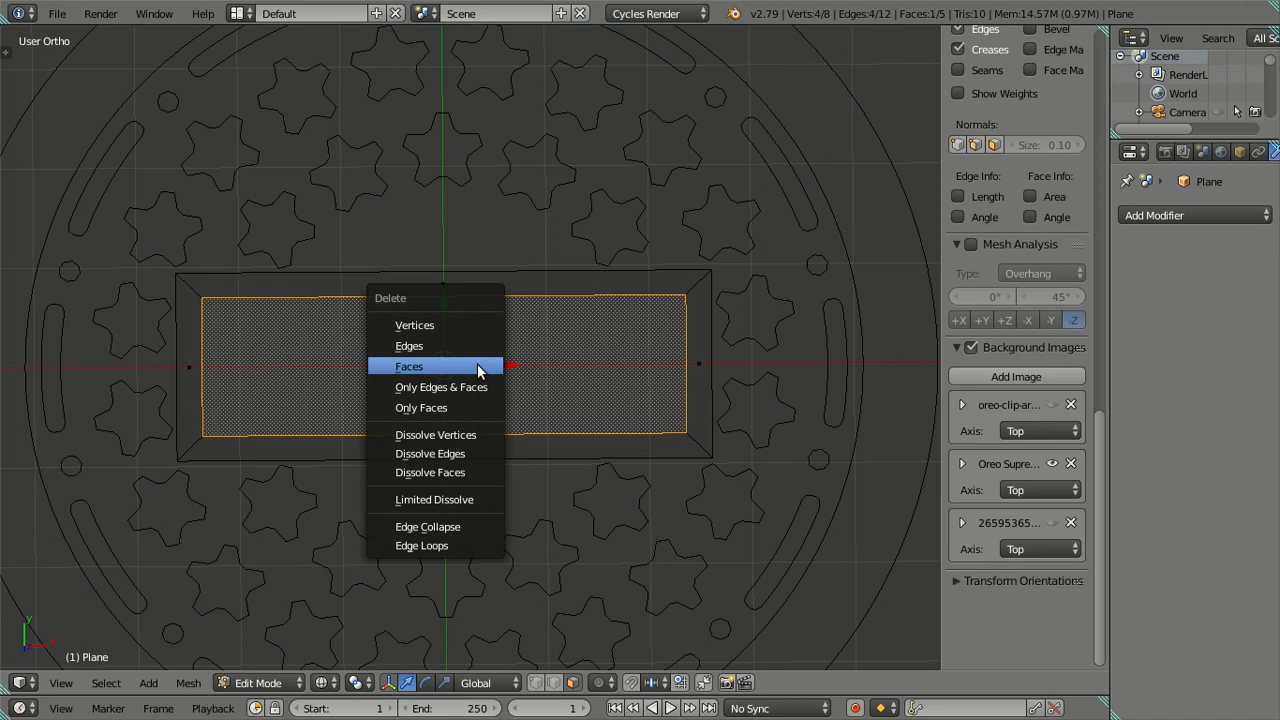 File Render Window Help Default Scene Cycles Render v2.79 | Verts:4/8 | Edges:4/12 | Faces:1/5 | Tris:10 | Mem:14.57M (0.97M) | Plane
User Ortho
Edges Bevel
Creases Edge Ma
Seams Face Ma
Show Weights
Normals:
Size: 0.10
Edge Info: Face Info:
Length Area
Angle Angle
Mesh Analysis
Type: Overhang
0° 45°
+X +Y +Z -X -Y -Z
Background Images
Add Image
oreo-clip-ar...
Axis: Top
Oreo Supre...
Axis: Top
26595365...
Axis: Top
Transform Orientations
View Search All Sc
Scene
RenderL
World
Camera
Plane
Add Modifier
Delete
Vertices
Edges
Faces
Only Edges & Faces
Only Faces
Dissolve Vertices
Dissolve Edges
Dissolve Faces
Limited Dissolve
Edge Collapse
Edge Loops
y
x
(1) Plane
View Select Add Mesh Edit Mode Global
View Marker Frame Playback Start: 1 End: 250 1 No Sync